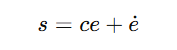 s = ce + ė